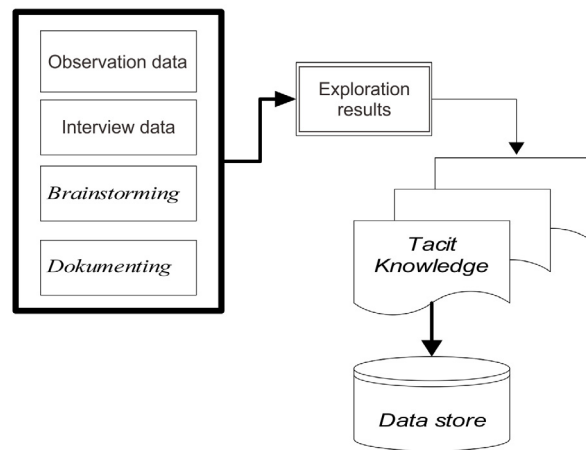 Observation data
Interview data
Brainstorming
Dokumenting
Exploration
results
Tacit
Knowledge
Data store